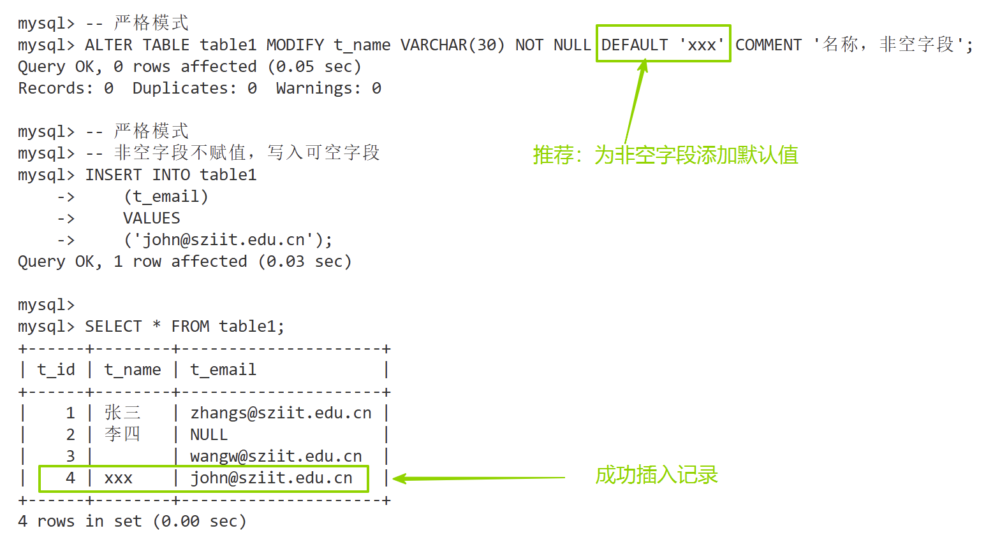 mysql> -- 严格模式
mysql> ALTER TABLE table1 MODIFY t_name VARCHAR(30) NOT NULL DEFAULT 'xxx' COMMENT '名称，非空字段';
Query OK, 0 rows affected (0.05 sec)
Records: 0  Duplicates: 0  Warnings: 0
mysql> -- 严格模式
mysql> -- 非空字段不赋值，写入可空字段
推荐：为非空字段添加默认值
mysql> INSERT INTO table1
    ->     (t_email)
    ->     VALUES
    ->     ('john@sziit.edu.cn');
Query OK, 1 row affected (0.03 sec)
mysql>
mysql> SELECT * FROM table1;
+------+--------+---------------------+
| t_id | t_name | t_email             |
+------+--------+---------------------+
|    1 | 张三   | zhangs@sziit.edu.cn |
|    2 | 李四   | NULL                |
|    3 |        | wangw@sziit.edu.cn  |
|    4 | xxx    | john@sziit.edu.cn   |
成功插入记录
+------+--------+---------------------+
4 rows in set (0.00 sec)